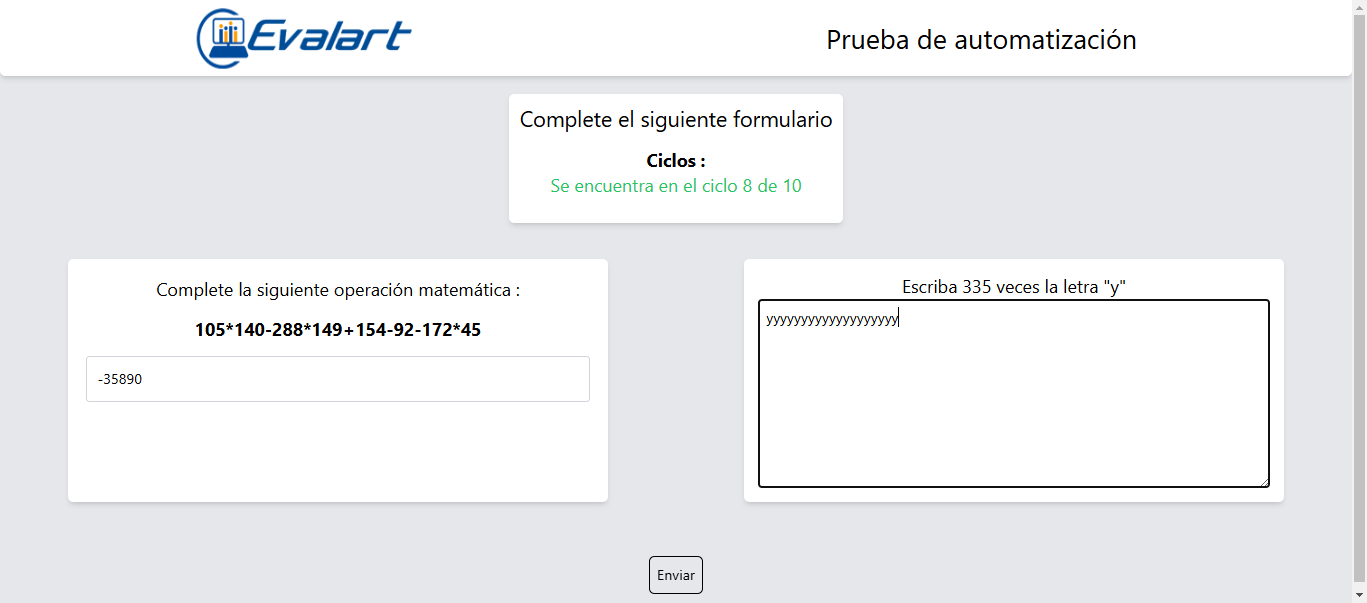 Evalart
Prueba de automatización
Complete el siguiente formulario
Ciclos :
Se encuentra en el ciclo 8 de 10
Complete la siguiente operación matemática :
105*140-288*149+154-92-172*45
-35890
Escriba 335 veces la letra "y"
yyyyyyyyyyyyyyyyyyy
Enviar